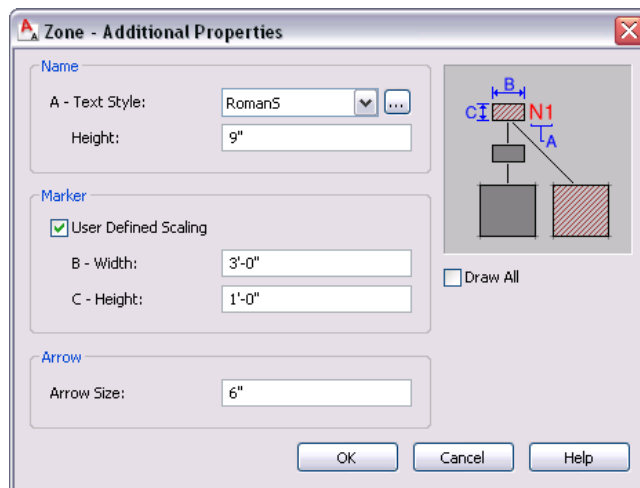 Zone - Additional Properties
Name
A - Text Style: RomanS ...
Height: 9"
Marker
User Defined Scaling
B - Width: 3'-0"
C - Height: 1'-0"
Arrow
Arrow Size: 6"
B
C N1
A
Draw All
OK Cancel Help